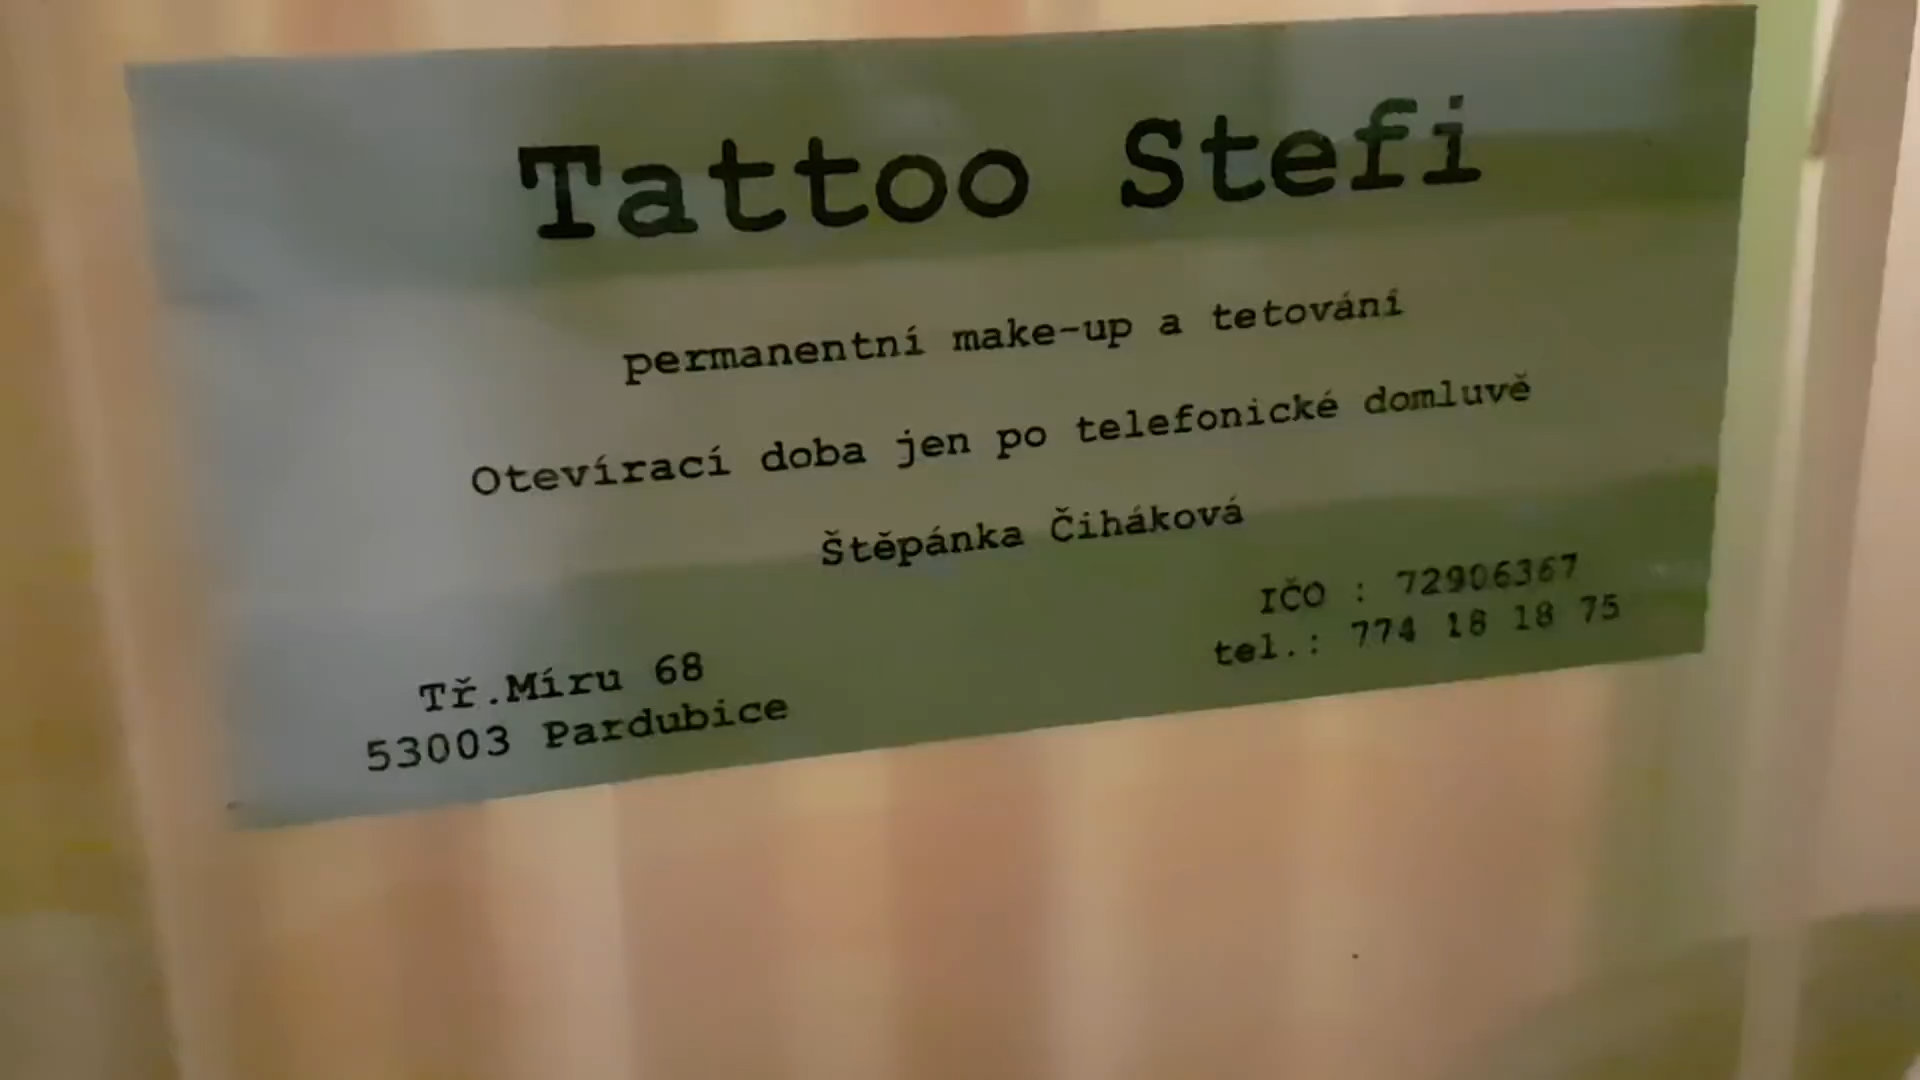 Tattoo Stefi
permanentní make-up a tetování
Otevírací doba jen po telefonické domluvě
Štěpánka Čiháková
IČO : 72906367
tel.: 774 18 18 75
Tř.Míru 68
53003 Pardubice